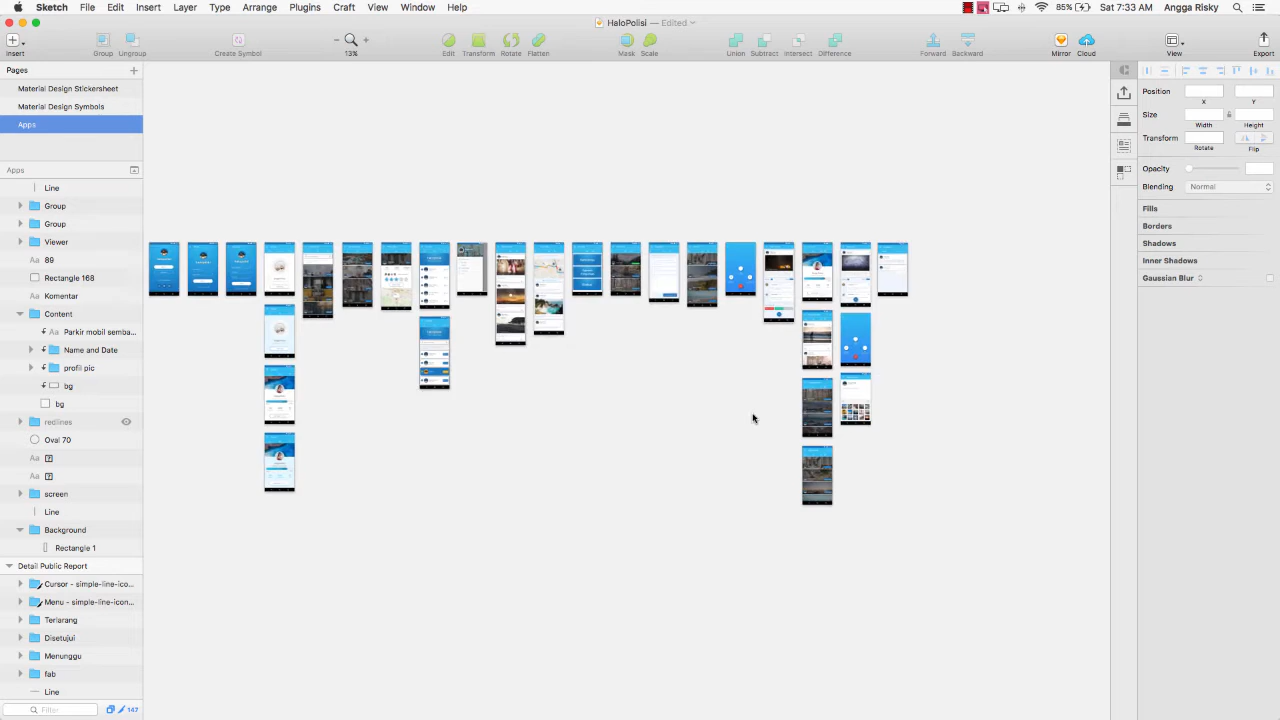 Sketch File Edit Insert Layer Type Arrange Plugins Craft View Window Help 85% Sat 7:33 AM Angga Risky
HaloPolisi — Edited
Insert Group Ungroup Create Symbol 13% Edit Transform Rotate Flatten Mask Scale Union Subtract Intersect Difference Forward Backward Mirror Cloud View Export
Pages
Material Design Stickersheet
Material Design Symbols
Apps
Apps
Line
Group
Group
Viewer
89
Rectangle
Komentar
Content
Aa Parkir mobil semba...
Name and date
profil pic
bg
bg
redlines
Oval 70
Aa
Aa
screen
Line
Background
Rectangle 1
Detail Public Report
Cursor - simple-line-ico...
Menu - simple-line-icon...
Terlarang
Disetujui
Menunggu
fab
Line
Filter 147
Position
X Y
Size
Width Height
Transform
Rotate Flip
Opacity
Blending Normal
Fills
Borders
Shadows
Inner Shadows
Gaussian Blur